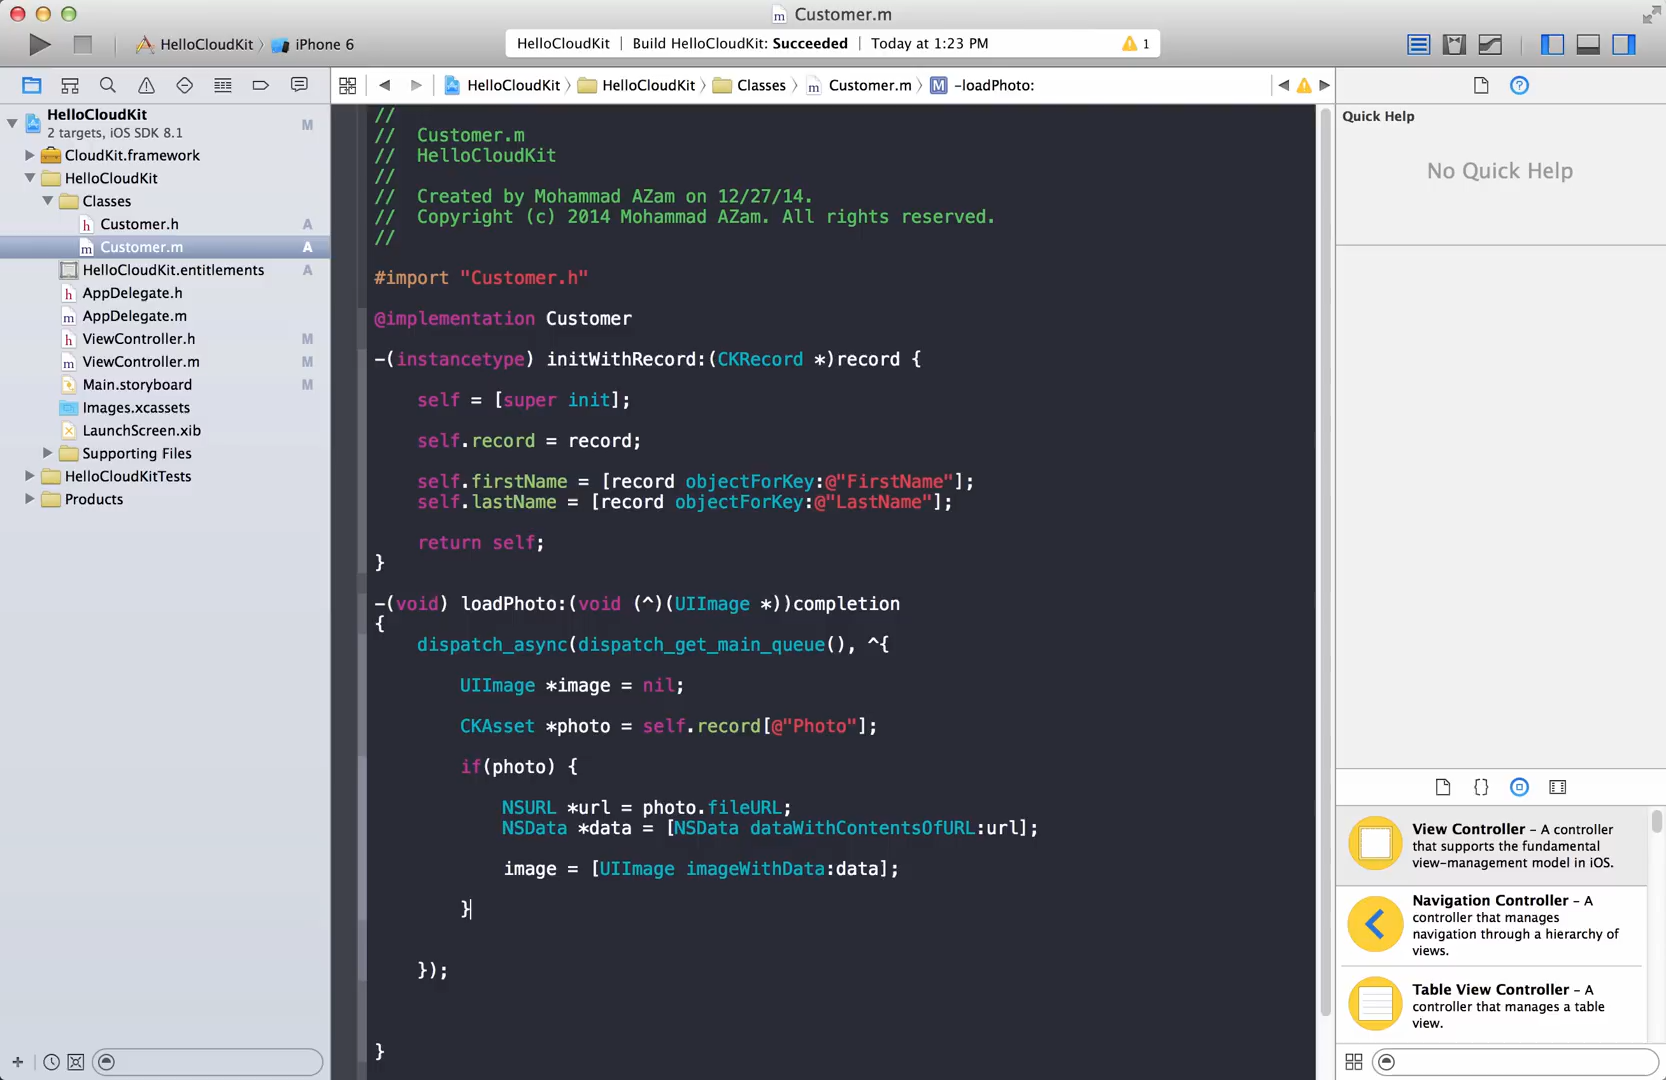 Customer.m
HelloCloudKit
iPhone 6
HelloCloudKit | Build HelloCloudKit: Succeeded | Today at 1:23 PM
1
HelloCloudKit
HelloCloudKit
Classes
Customer.m
-loadPhoto:
HelloCloudKit
2 targets, iOS SDK 8.1
M
CloudKit.framework
HelloCloudKit
Classes
Customer.h
A
Customer.m
A
HelloCloudKit.entitlements
A
AppDelegate.h
AppDelegate.m
ViewController.h
M
ViewController.m
M
Main.storyboard
M
Images.xcassets
LaunchScreen.xib
Supporting Files
HelloCloudKitTests
Products
//
//  Customer.m
//  HelloCloudKit
//
//  Created by Mohammad AZam on 12/27/14.
//  Copyright (c) 2014 Mohammad AZam. All rights reserved.
//
#import "Customer.h"
@implementation Customer
-(instancetype) initWithRecord:(CKRecord *)record {
self = [super init];
self.record = record;
self.firstName = [record objectForKey:@"FirstName"];
self.lastName = [record objectForKey:@"LastName"];
return self;
}
-(void) loadPhoto:(void (^)(UIImage *))completion
{
dispatch_async(dispatch_get_main_queue(), ^{
UIImage *image = nil;
CKAsset *photo = self.record[@"Photo"];
if(photo) {
NSURL *url = photo.fileURL;
NSData *data = [NSData dataWithContentsOfURL:url];
image = [UIImage imageWithData:data];
}
});
}
Quick Help
No Quick Help
View Controller – A controller
that supports the fundamental
view-management model in iOS.
Navigation Controller – A
controller that manages
navigation through a hierarchy of
views.
Table View Controller – A
controller that manages a table
view.